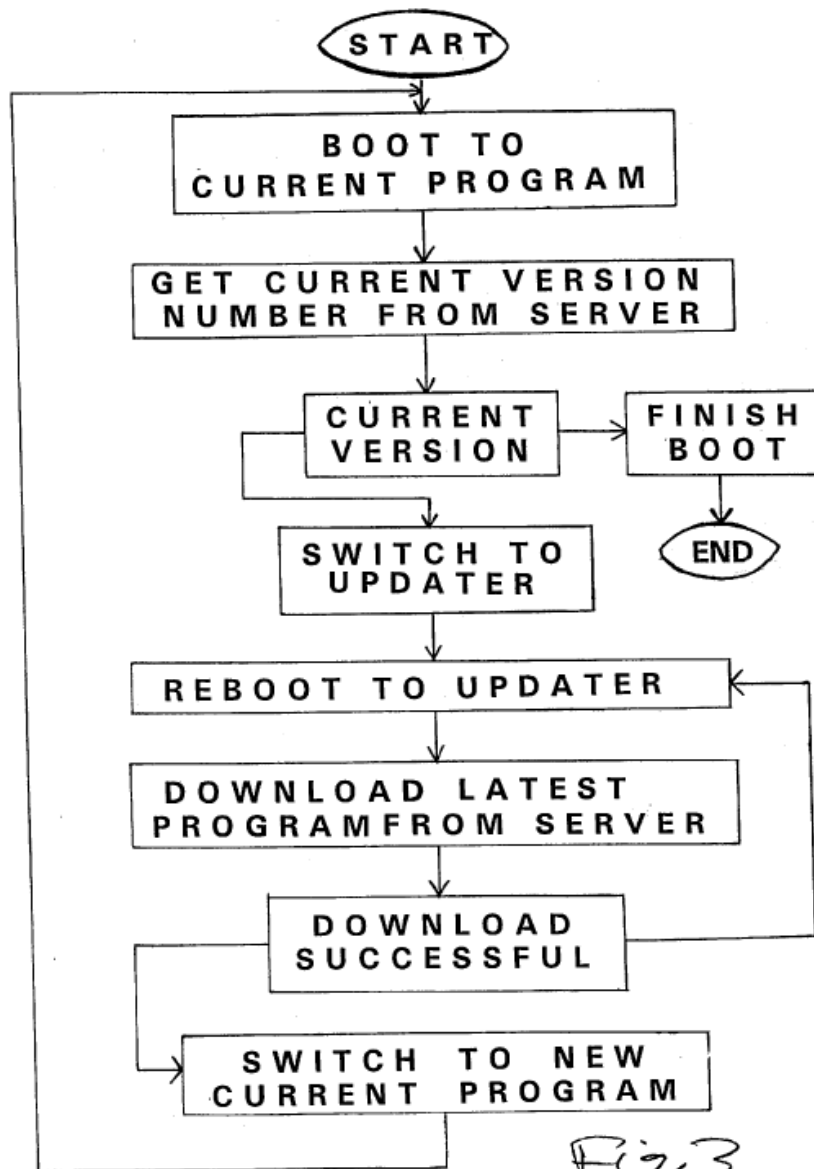 START
BOOT TO
CURRENT PROGRAM
GET CURRENT VERSION
NUMBER FROM SERVER
CURRENT
VERSION
FINISH
BOOT
END
SWITCH TO
UPDATER
REBOOT TO UPDATER
DOWNLOAD LATEST
PROGRAMFROM SERVER
DOWNLOAD
SUCCESSFUL
SWITCH TO NEW
CURRENT PROGRAM
Fig. 3